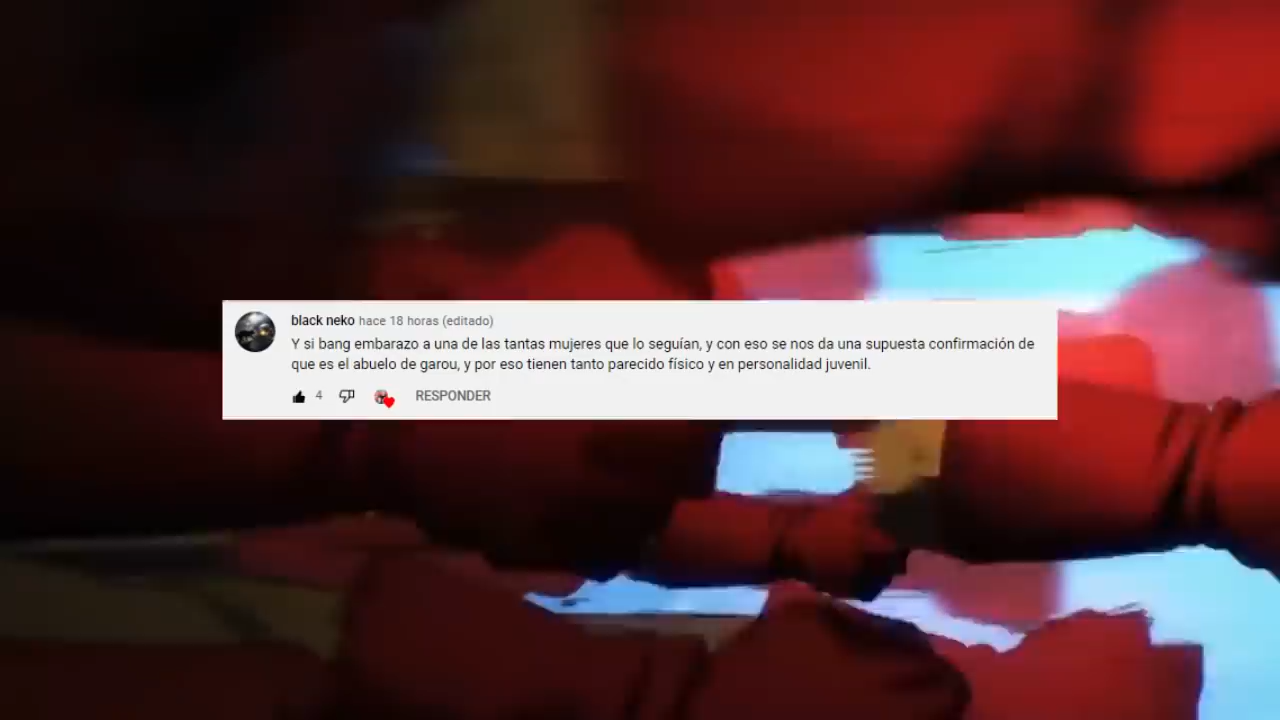 black neko hace 18 horas (editado)
Y si bang embarazo a una de las tantas mujeres que lo seguían, y con eso se nos da una supuesta confirmación de
que es el abuelo de garou, y por eso tienen tanto parecido físico y en personalidad juvenil.
4 RESPONDER